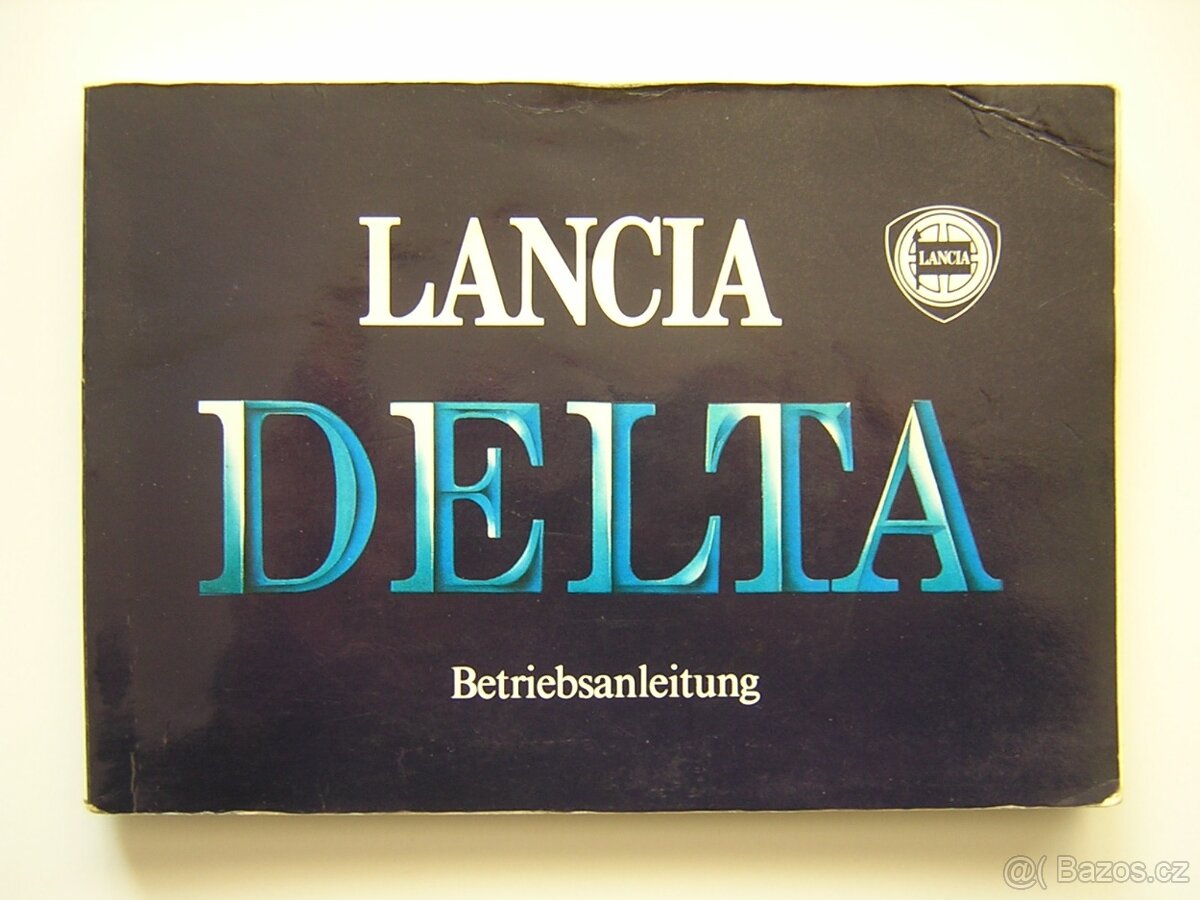 LANCIA
LANCIA
DELTA
Betriebsanleitung
@( Bazos.cz